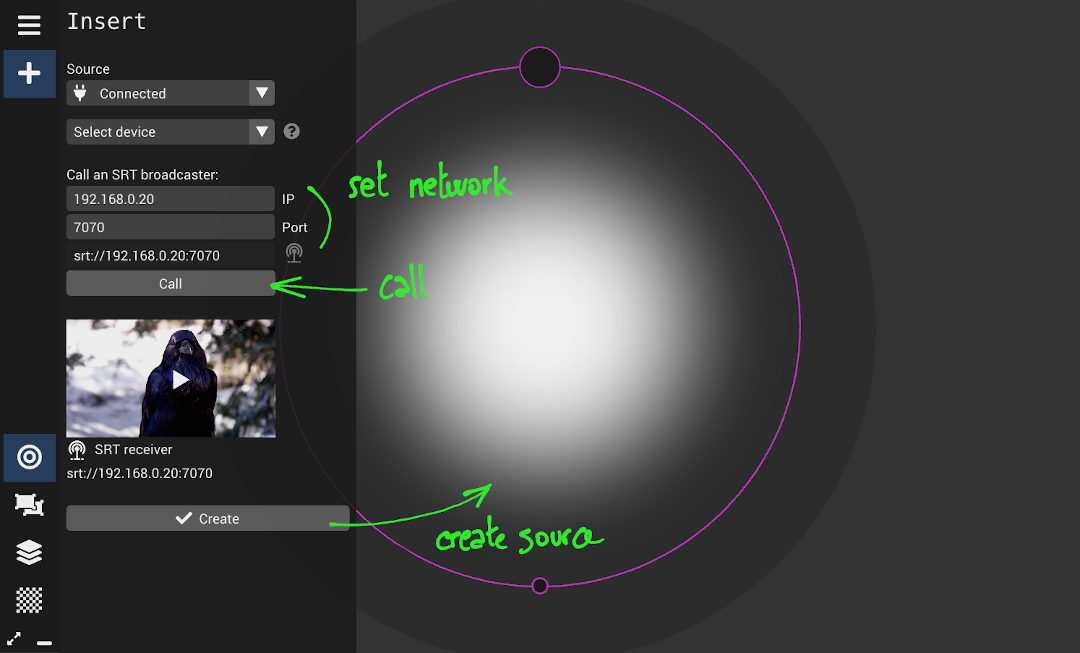 Insert
Source
Connected
Select device
?
Call an SRT broadcaster:
set network
192.168.0.20 IP
7070 Port
srt://192.168.0.20:7070
Call
call
SRT receiver
srt://192.168.0.20:7070
Create
create source